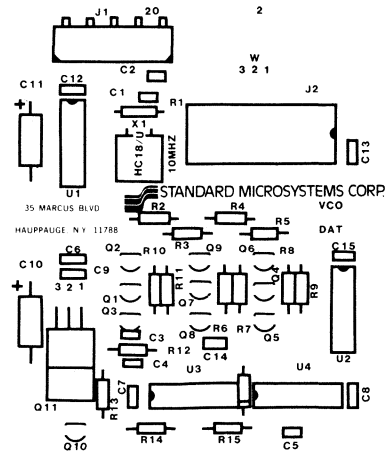 J1 20 2
C2
W
C11 C12 3 2 1
C1 J2
+ R1
X1
HC18/U 10MHZ C13
U1
STANDARD MICROSYSTEMS CORP.
35 MARCUS BLVD R2 R4 VCO
HAUPPAUGE. N.Y 11788 R3 R5 DAT
C6 Q2 R10 Q9 Q6 R8 C15
C10 C9 R11 Q4 R9
+ 3 2 1
Q1 Q7
Q3
Q8 R6 R7 Q5
C3 C14
R12 U2
C4
U3 U4
Q11 R13 C7 C8
Q10 R14 R15 C5